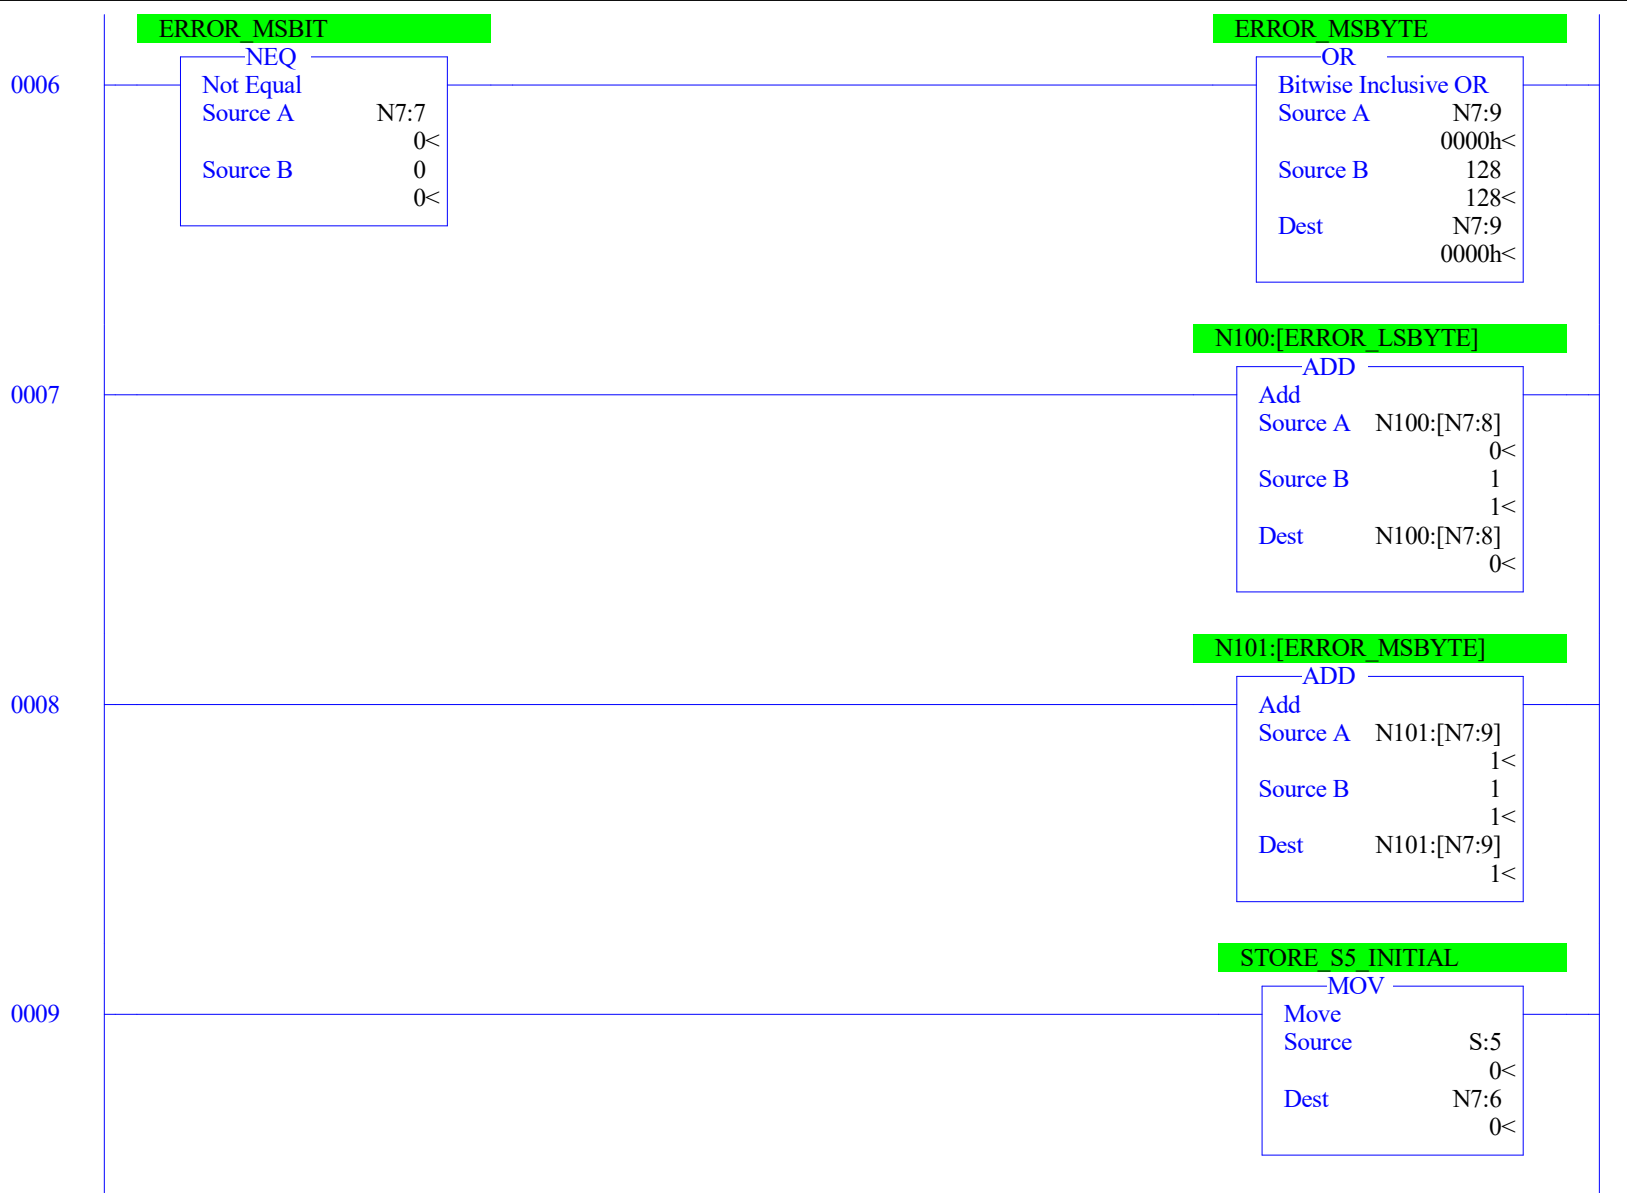 ERROR_MSBIT
NEQ
0006
Not Equal
Source A N7:7
0<
Source B 0
0<
ERROR_MSBYTE
OR
Bitwise Inclusive OR
Source A N7:9
0000h<
Source B 128
128<
Dest N7:9
0000h<
N100:[ERROR_LSBYTE]
ADD
0007
Add
Source A N100:[N7:8]
0<
Source B 1
1<
Dest N100:[N7:8]
0<
N101:[ERROR_MSBYTE]
ADD
0008
Add
Source A N101:[N7:9]
1<
Source B 1
1<
Dest N101:[N7:9]
1<
STORE_S5_INITIAL
MOV
0009
Move
Source S:5
0<
Dest N7:6
0<